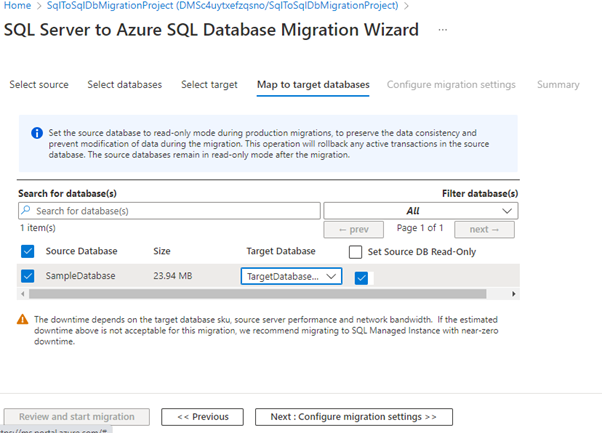 Home > SqlToSqlDbMigrationProject (DMSc4uytxefzqsno/SqlToSqlDbMigrationProject) >
SQL Server to Azure SQL Database Migration Wizard ...
Select source Select databases Select target Map to target databases Configure migration settings Summary
Set the source database to read-only mode during production migrations, to preserve the data consistency and
prevent modification of data during the migration. This operation will rollback any active transactions in the source
database. The source databases remain in read-only mode after the migration.
Search for database(s) Filter database(s)
Search for database(s) All
1 item(s) ← prev Page 1 of 1 next →
Source Database Size Target Database Set Source DB Read-Only
SampleDatabase 23.94 MB TargetDatabase...
The downtime depends on the target database sku, source server performance and network bandwidth. If the estimated
downtime above is not acceptable for this migration, we recommend migrating to SQL Managed Instance with near-zero
downtime.
Review and start migration << Previous Next : Configure migration settings >>